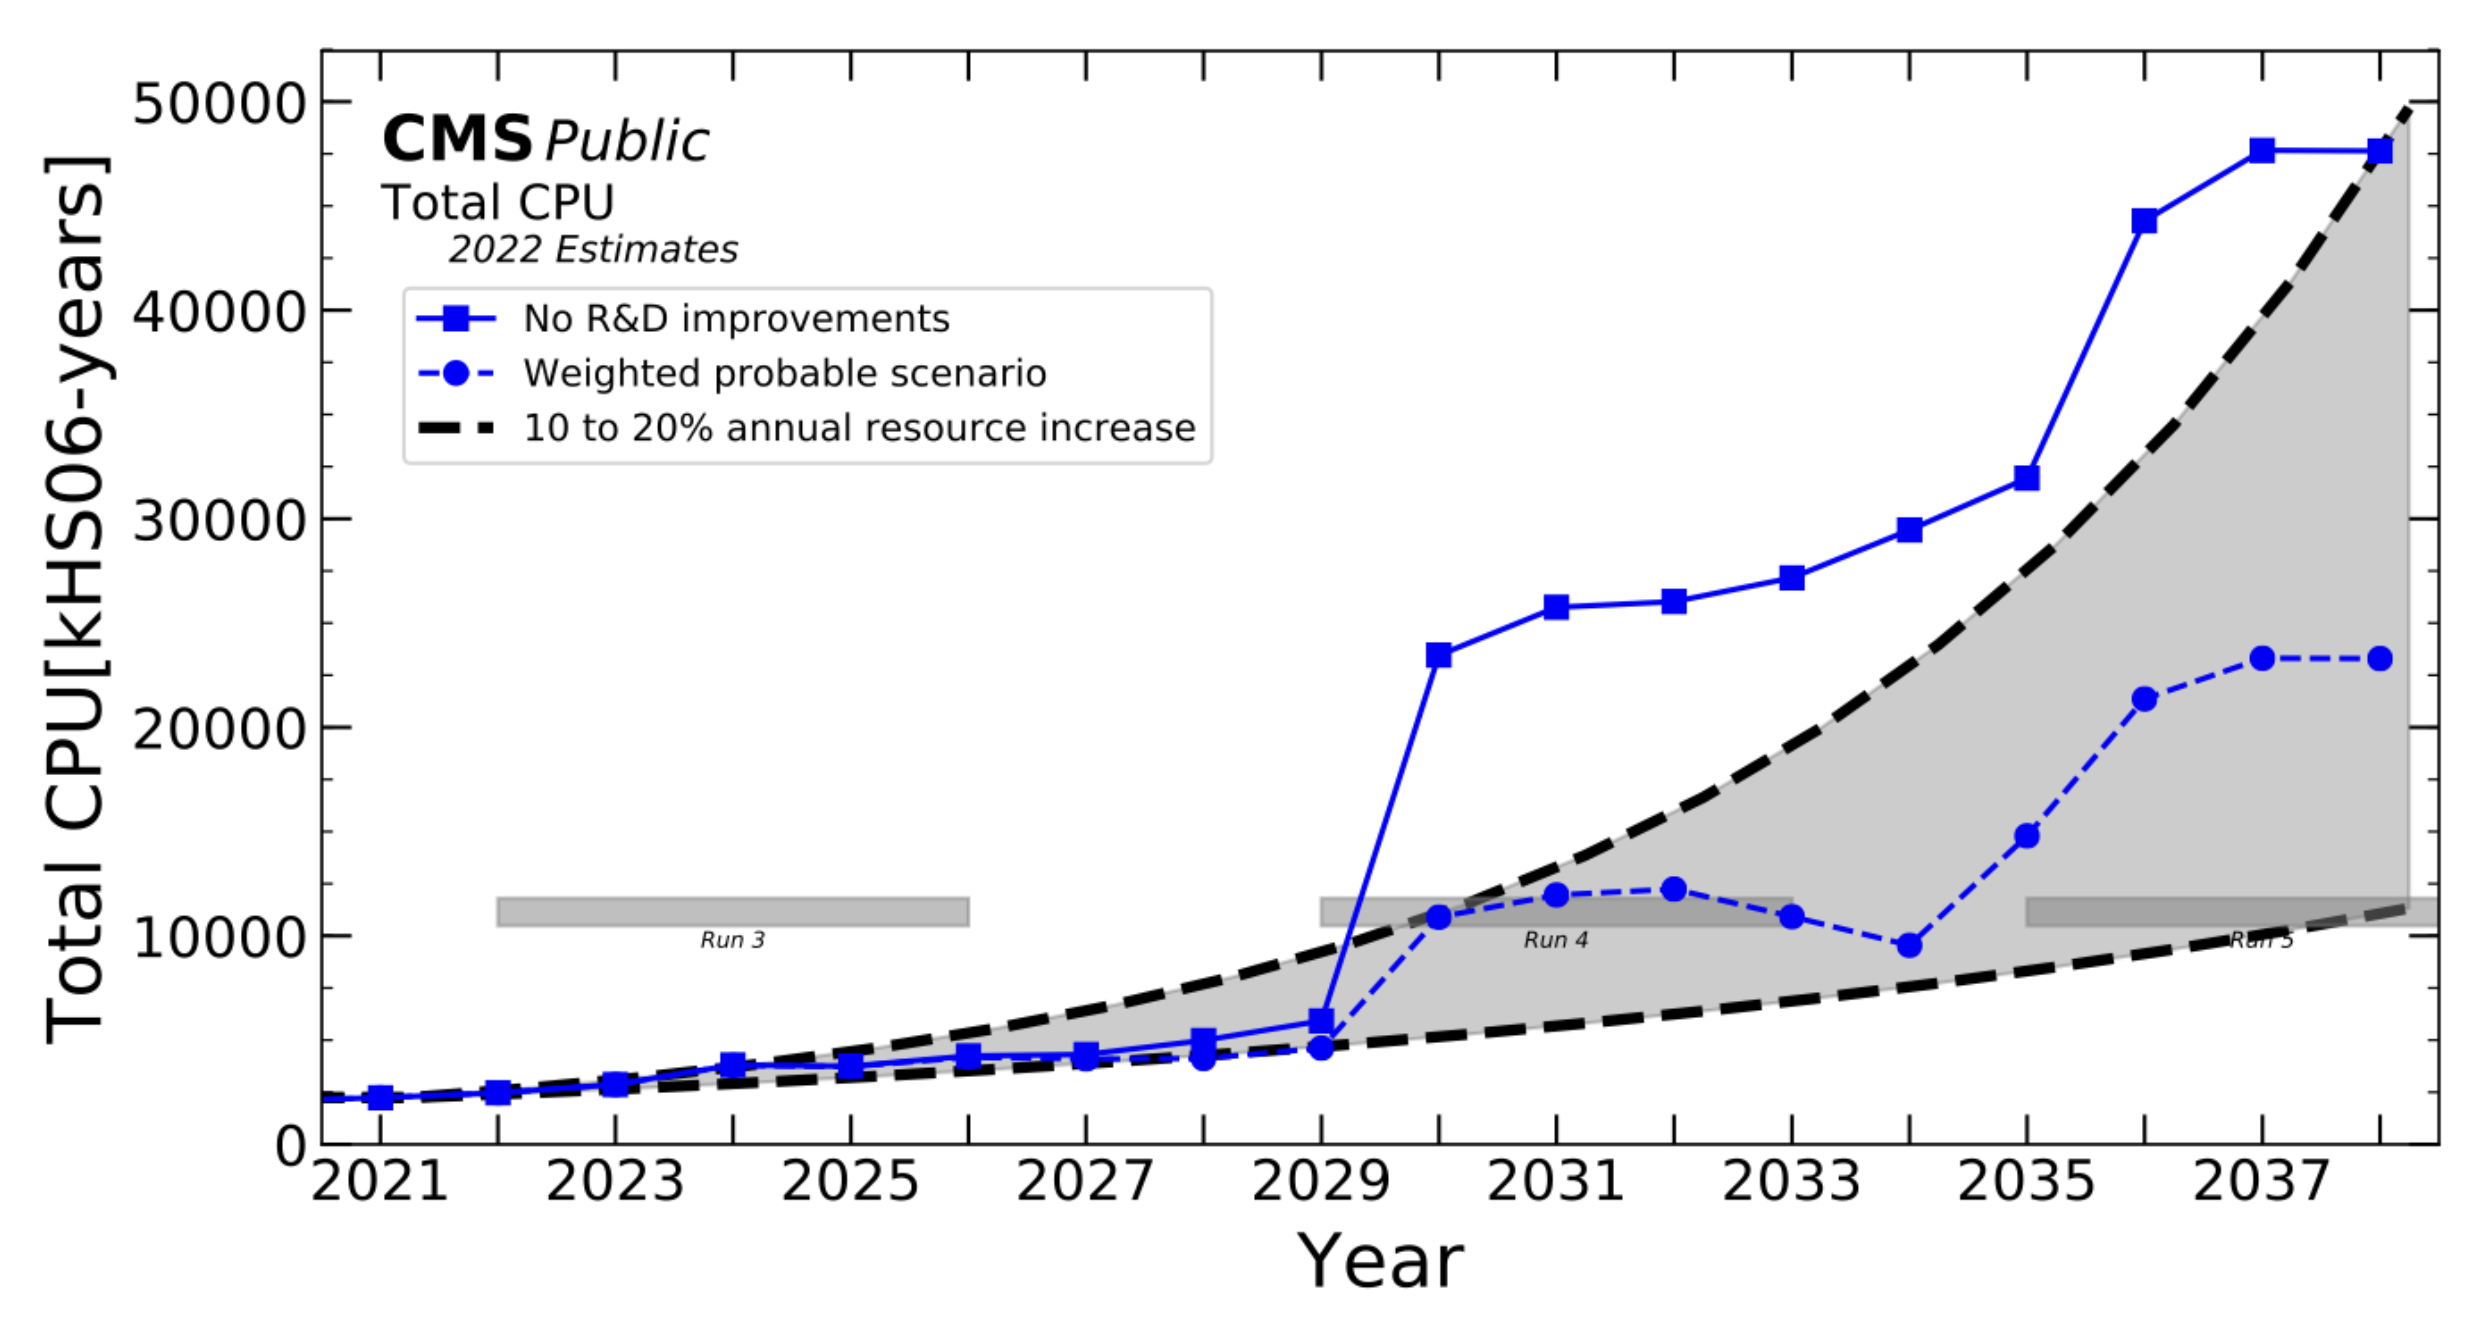 CMS Public
Total CPU
2022 Estimates
No R&D improvements
Weighted probable scenario
10 to 20% annual resource increase
Total CPU[kHS06-years]
50000
40000
30000
20000
10000
0
Run 3
Run 4
Run 5
2021 2023 2025 2027 2029 2031 2033 2035 2037
Year